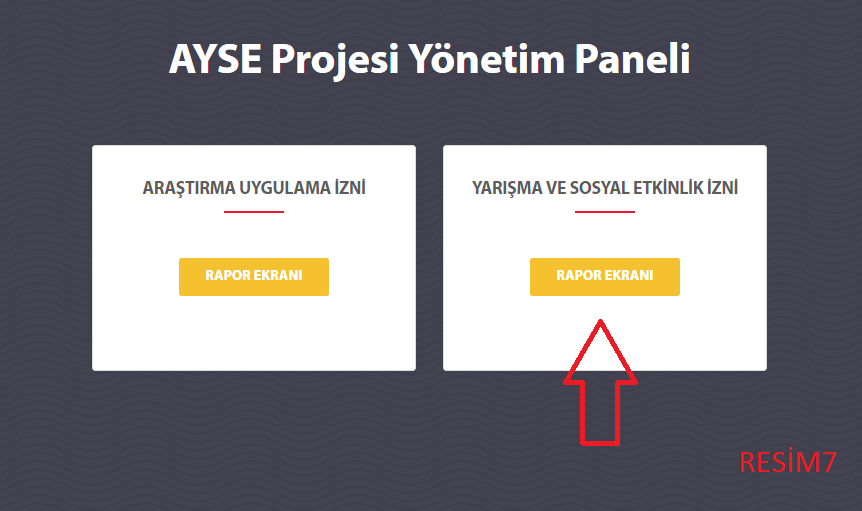 AYSE Projesi Yönetim Paneli
ARAŞTIRMA UYGULAMA İZNİ
RAPOR EKRANI
YARIŞMA VE SOSYAL ETKİNLİK İZNİ
RAPOR EKRANI
RESİM7